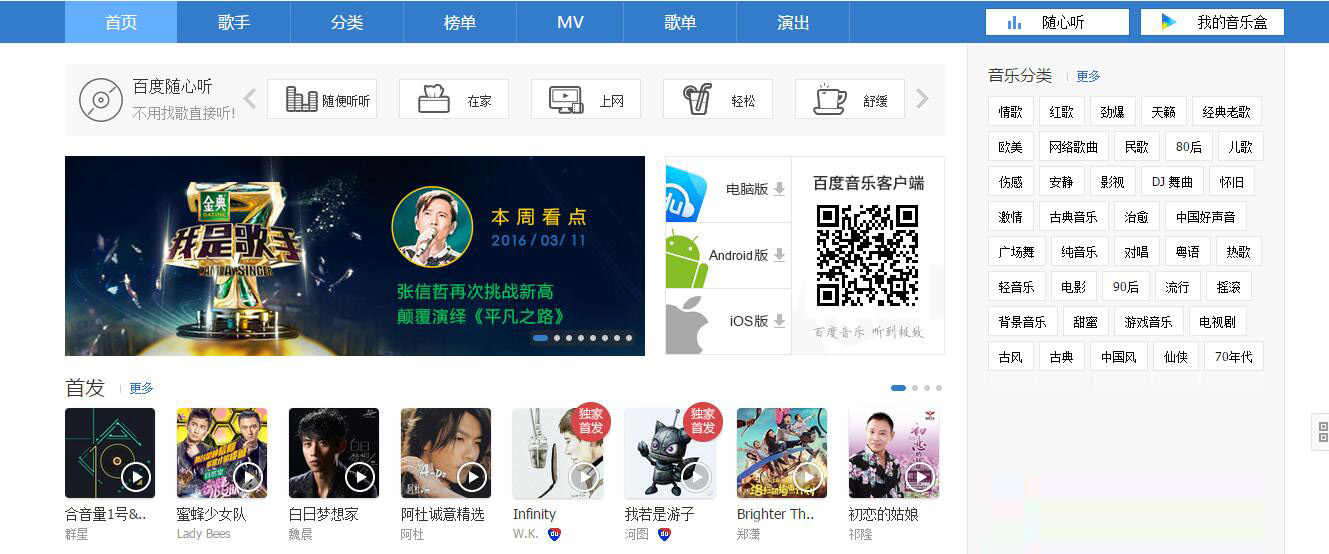 首页 歌手 分类 榜单 MV 歌单 演出 随心听 我的音乐盒
百度随心听
不用找歌直接听!
随便听听 在家 上网 轻松 舒缓
金典
SATINE
我是歌手
本周看点
2016 / 03/ 11
张信哲再次挑战新高
颠覆演绎《平凡之路》
du
电脑版
Android版
iOS版
百度音乐客户端
百度音乐 听到极致
音乐分类 更多
情歌 红歌 劲爆 天籁 经典老歌
欧美 网络歌曲 民歌 80后 儿歌
伤感 安静 影视 DJ 舞曲 怀旧
激情 古典音乐 治愈 中国好声音
广场舞 纯音乐 对唱 粤语 热歌
轻音乐 电影 90后 流行 摇滚
背景音乐 甜蜜 游戏音乐 电视剧
古风 古典 中国风 仙侠 70年代
首发 更多
白日
A-Do
阿杜
独家
首发
独家
首发
初恋
合音量1号&.. 蜜蜂少女队 白日梦想家 阿杜诚意精选 Infinity 我若是游子 Brighter Th.. 初恋的姑娘
群星 Lady Bees 魏晨 阿杜 W.K. du 河图 du 郑潇 祁隆